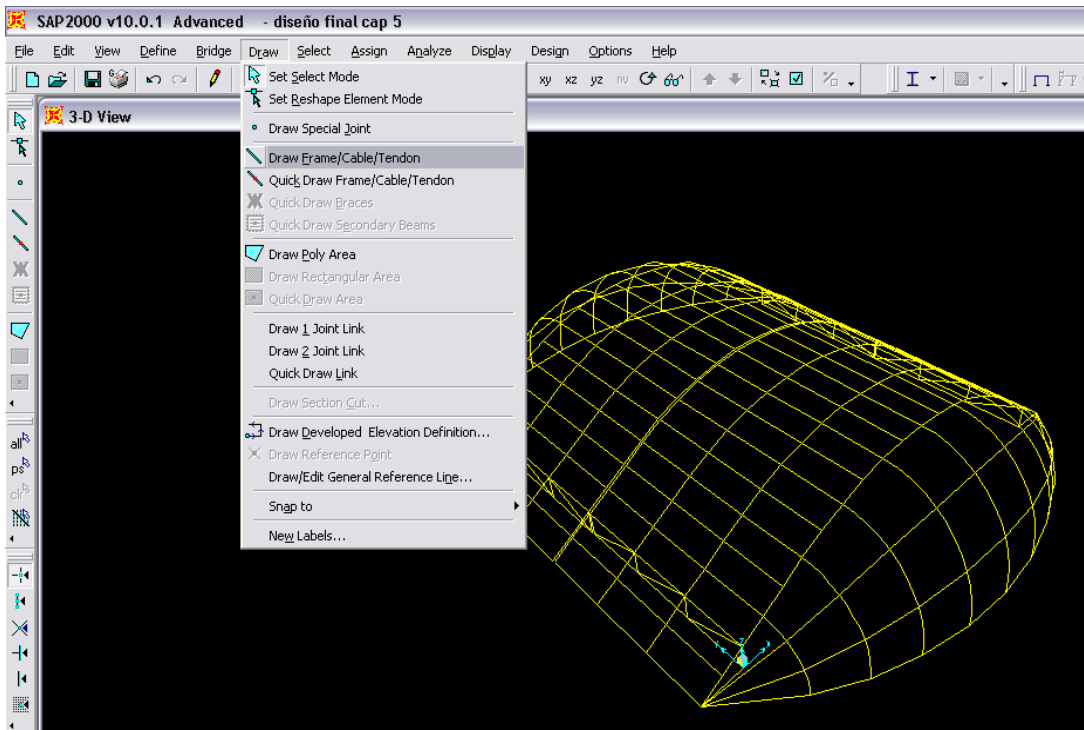 SAP2000 v10.0.1 Advanced - diseño final cap 5
File Edit View Define Bridge Draw Select Assign Analyze Display Design Options Help
xy xz yz nv
3-D View
Set Select Mode
Set Reshape Element Mode
Draw Special Joint
Draw Frame/Cable/Tendon
Quick Draw Frame/Cable/Tendon
Quick Draw Braces
Quick Draw Secondary Beams
Draw Poly Area
Draw Rectangular Area
Quick Draw Area
Draw 1 Joint Link
Draw 2 Joint Link
Quick Draw Link
Draw Section Cut...
Draw Developed Elevation Definition...
Draw Reference Point
Draw/Edit General Reference Line...
Snap to
New Labels...
all
ps
clr